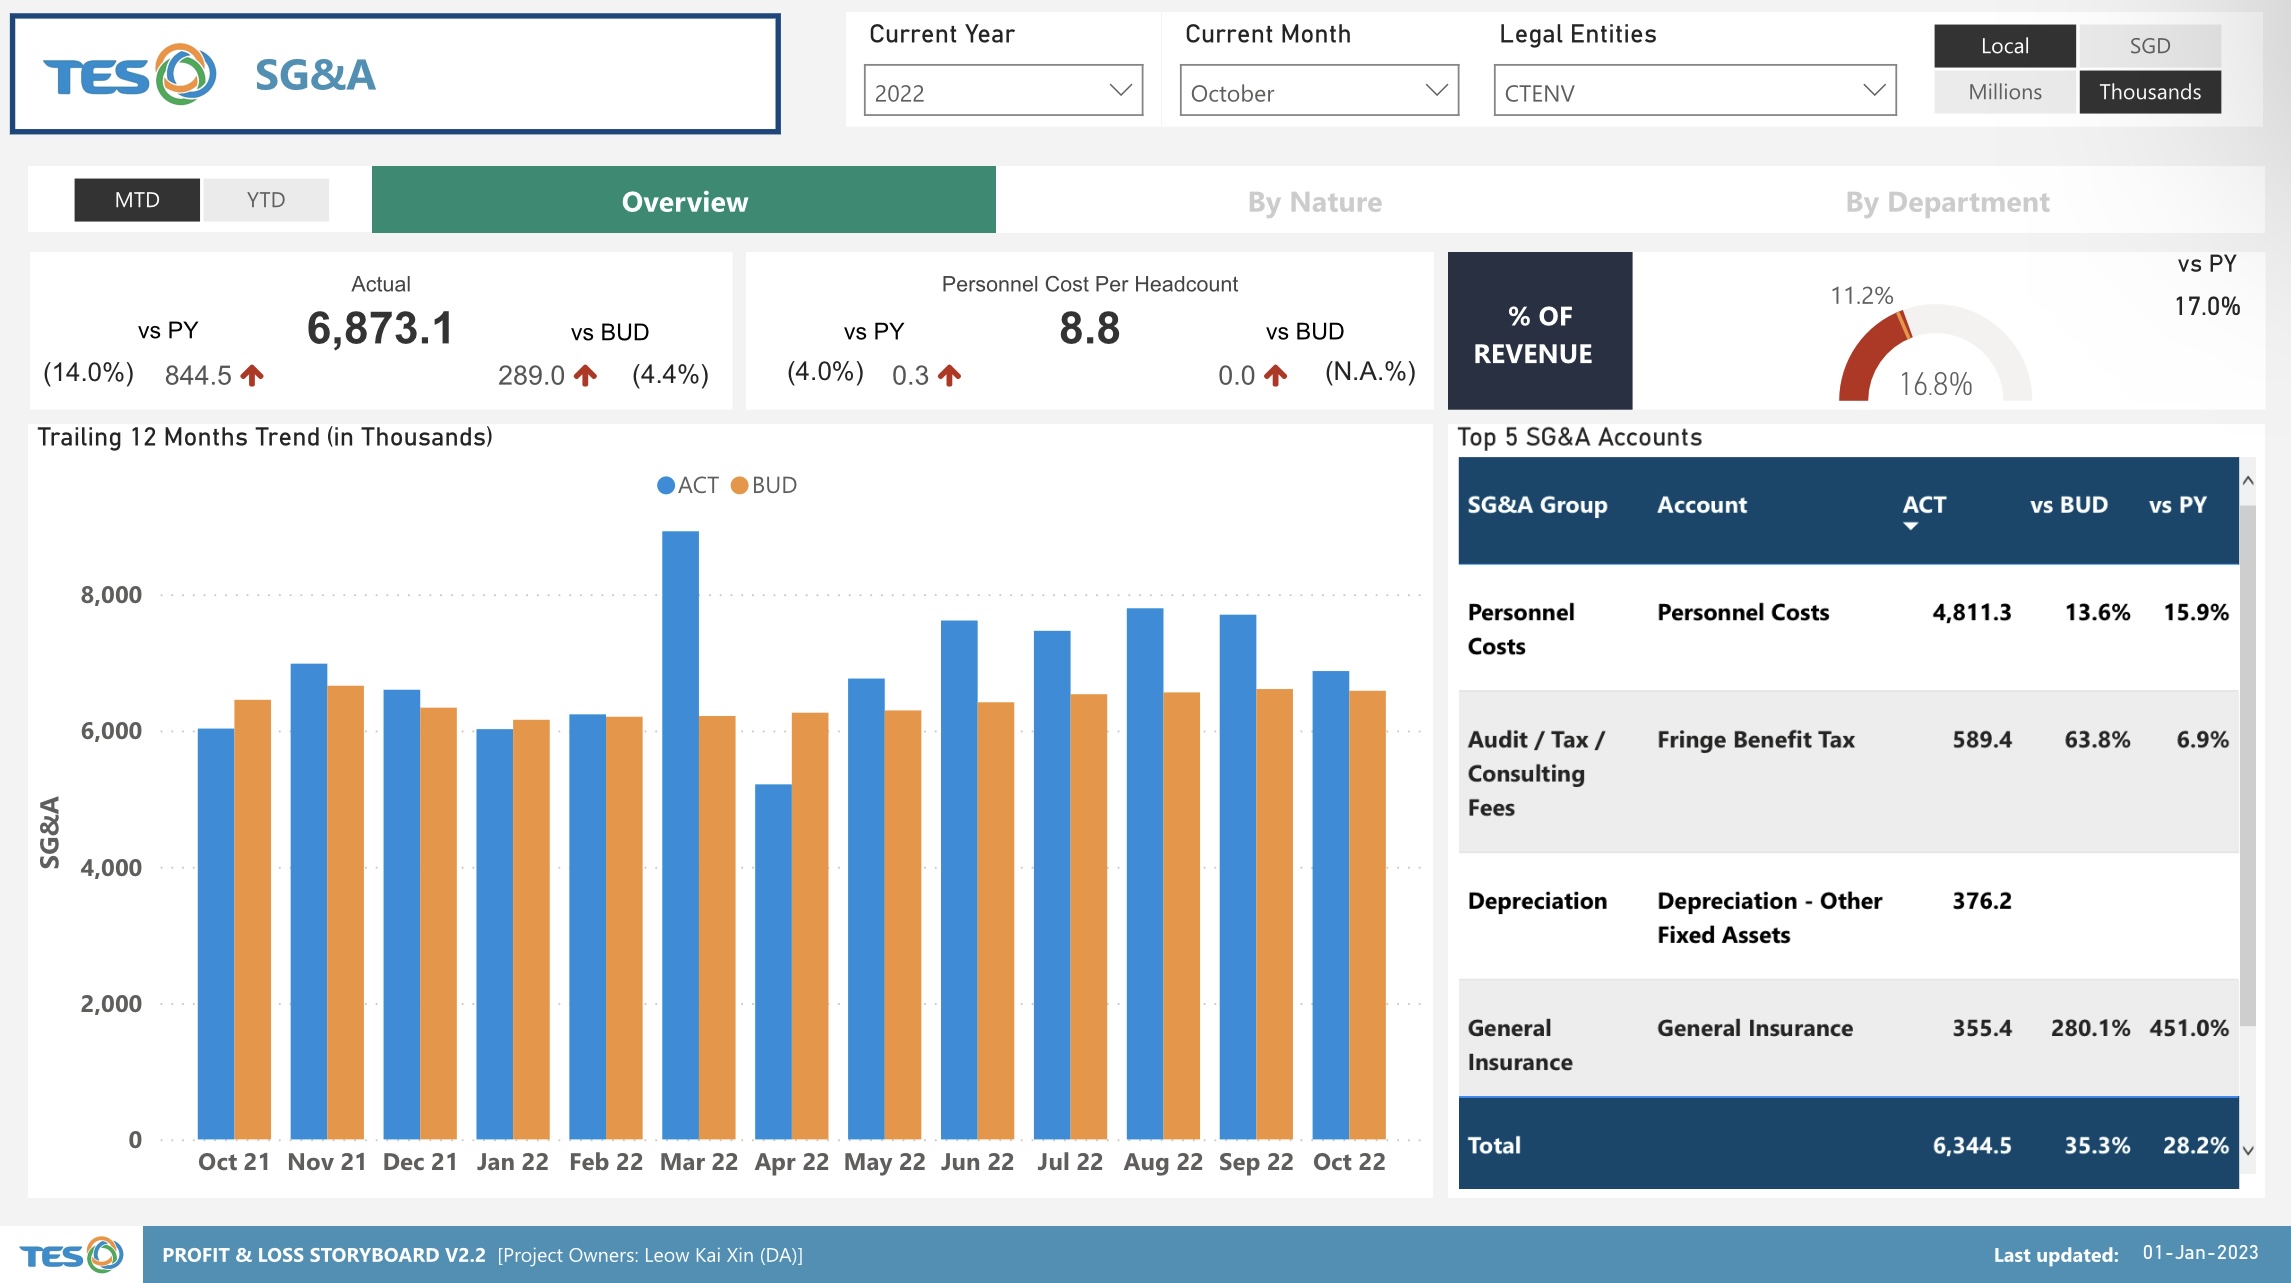 TES SG&A
Current Year
2022
Current Month
October
Legal Entities
CTENV
Local
SGD
Millions
Thousands
MTD
YTD
Overview
By Nature
By Department
Actual
6,873.1
vs PY
(14.0%) 844.5
vs BUD
289.0 (4.4%)
Personnel Cost Per Headcount
8.8
vs PY
(4.0%) 0.3
vs BUD
0.0 (N.A.%)
% OF
REVENUE
11.2%
16.8%
vs PY
17.0%
Trailing 12 Months Trend (in Thousands)
ACT BUD
SG&A
8,000
6,000
4,000
2,000
0
Oct 21 Nov 21 Dec 21 Jan 22 Feb 22 Mar 22 Apr 22 May 22 Jun 22 Jul 22 Aug 22 Sep 22 Oct 22
Top 5 SG&A Accounts
SG&A Group Account ACT vs BUD vs PY
Personnel Personnel Costs 4,811.3 13.6% 15.9%
Costs
Audit / Tax / Fringe Benefit Tax 589.4 63.8% 6.9%
Consulting
Fees
Depreciation Depreciation - Other 376.2
Fixed Assets
General General Insurance 355.4 280.1% 451.0%
Insurance
Total 6,344.5 35.3% 28.2%
TES PROFIT & LOSS STORYBOARD V2.2 [Project Owners: Leow Kai Xin (DA)]
Last updated: 01-Jan-2023